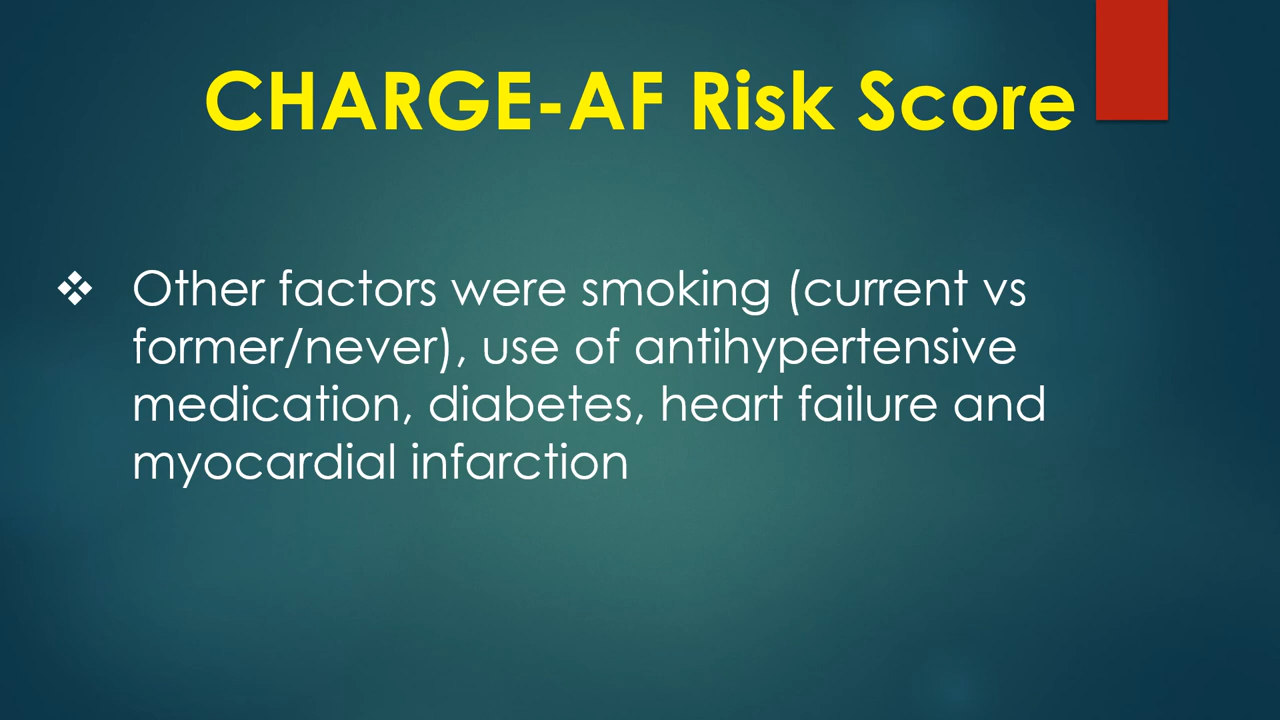 CHARGE-AF Risk Score
❖ Other factors were smoking (current vs
former/never), use of antihypertensive
medication, diabetes, heart failure and
myocardial infarction